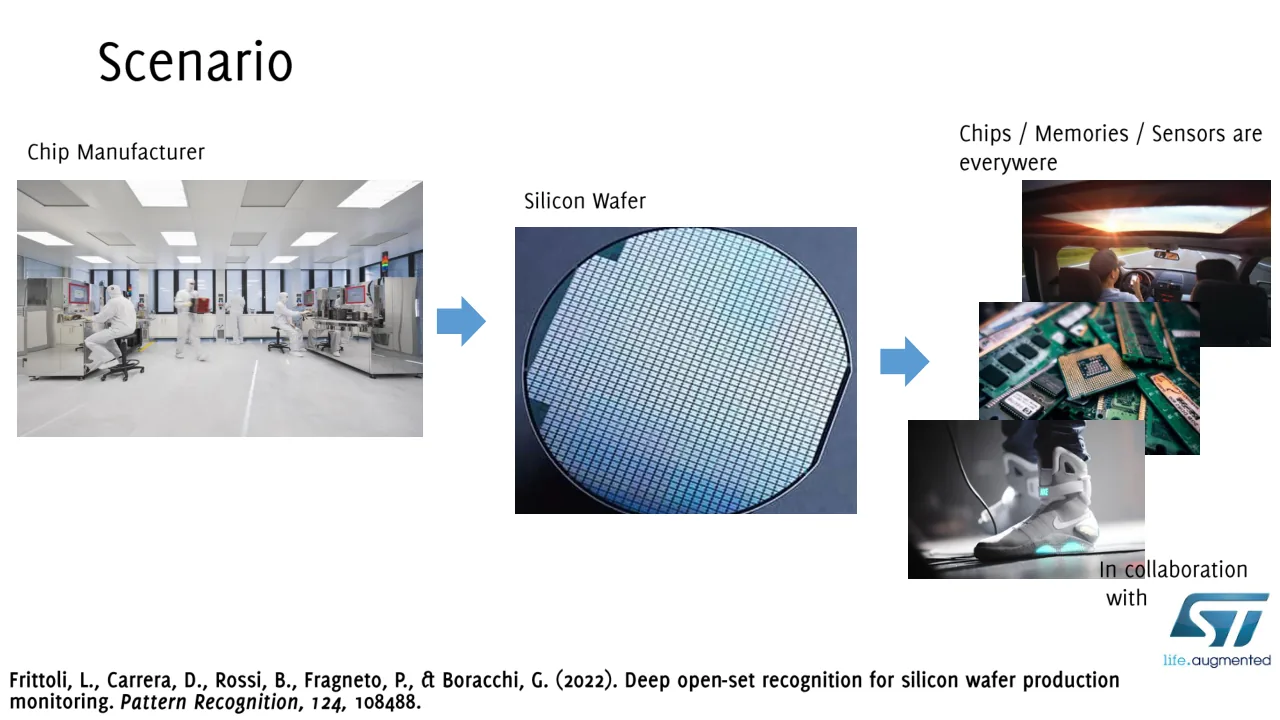 Scenario
Chip Manufacturer
Silicon Wafer
Chips / Memories / Sensors are
everywere
In collaboration
with
ST
life.augmented
Frittoli, L., Carrera, D., Rossi, B., Fragneto, P., & Boracchi, G. (2022). Deep open-set recognition for silicon wafer production
monitoring. Pattern Recognition, 124, 108488.